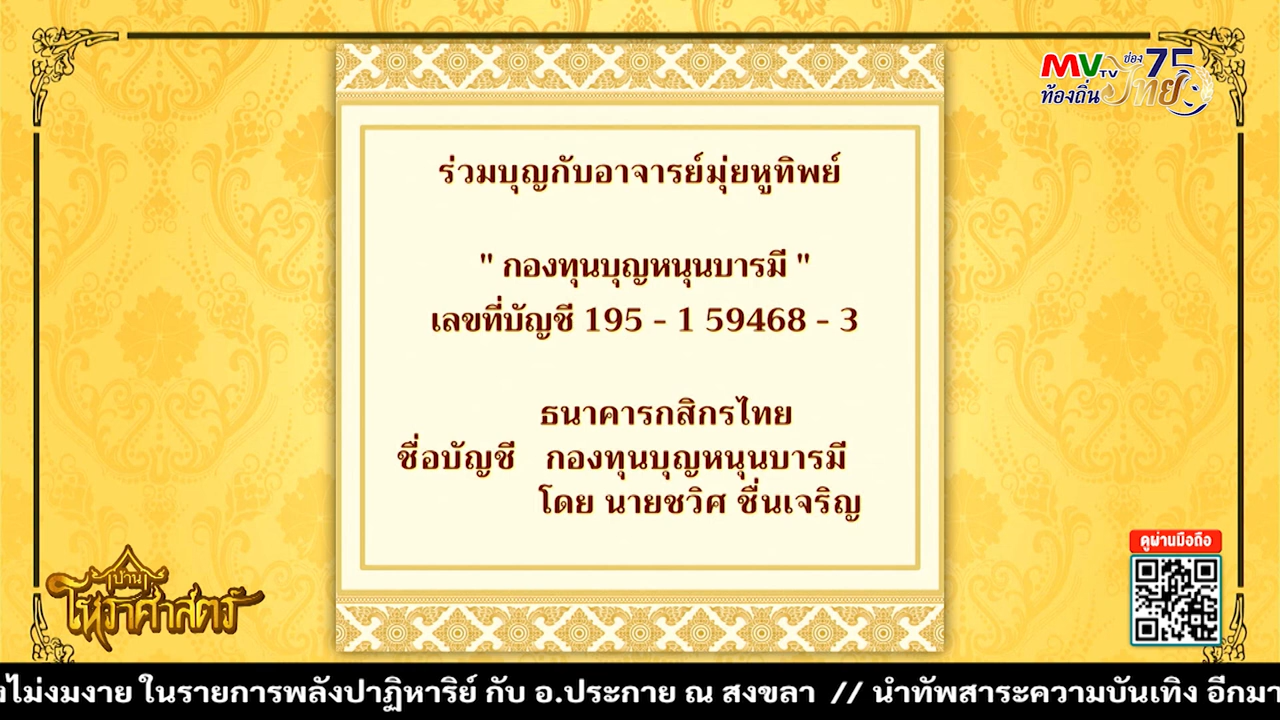 MVTV ช่อง 75
ท้องถิ่นไทย
ร่วมบุญกับอาจารย์มุ่ยหูทิพย์
" กองทุนบุญหนุนบารมี "
เลขที่บัญชี 195 - 1 59468 - 3
ธนาคารกสิกรไทย
ชื่อบัญชี กองทุนบุญหนุนบารมี
โดย นายชวิศ ชื่นเจริญ
ดูผ่านมือถือ
บ้าน
โหราศาสตร์
งไม่งมงาย ในรายการพลังปาฏิหาริย์ กับ อ.ประกาย ณ สงขลา // นำทัพสาระความบันเทิง อีกมา